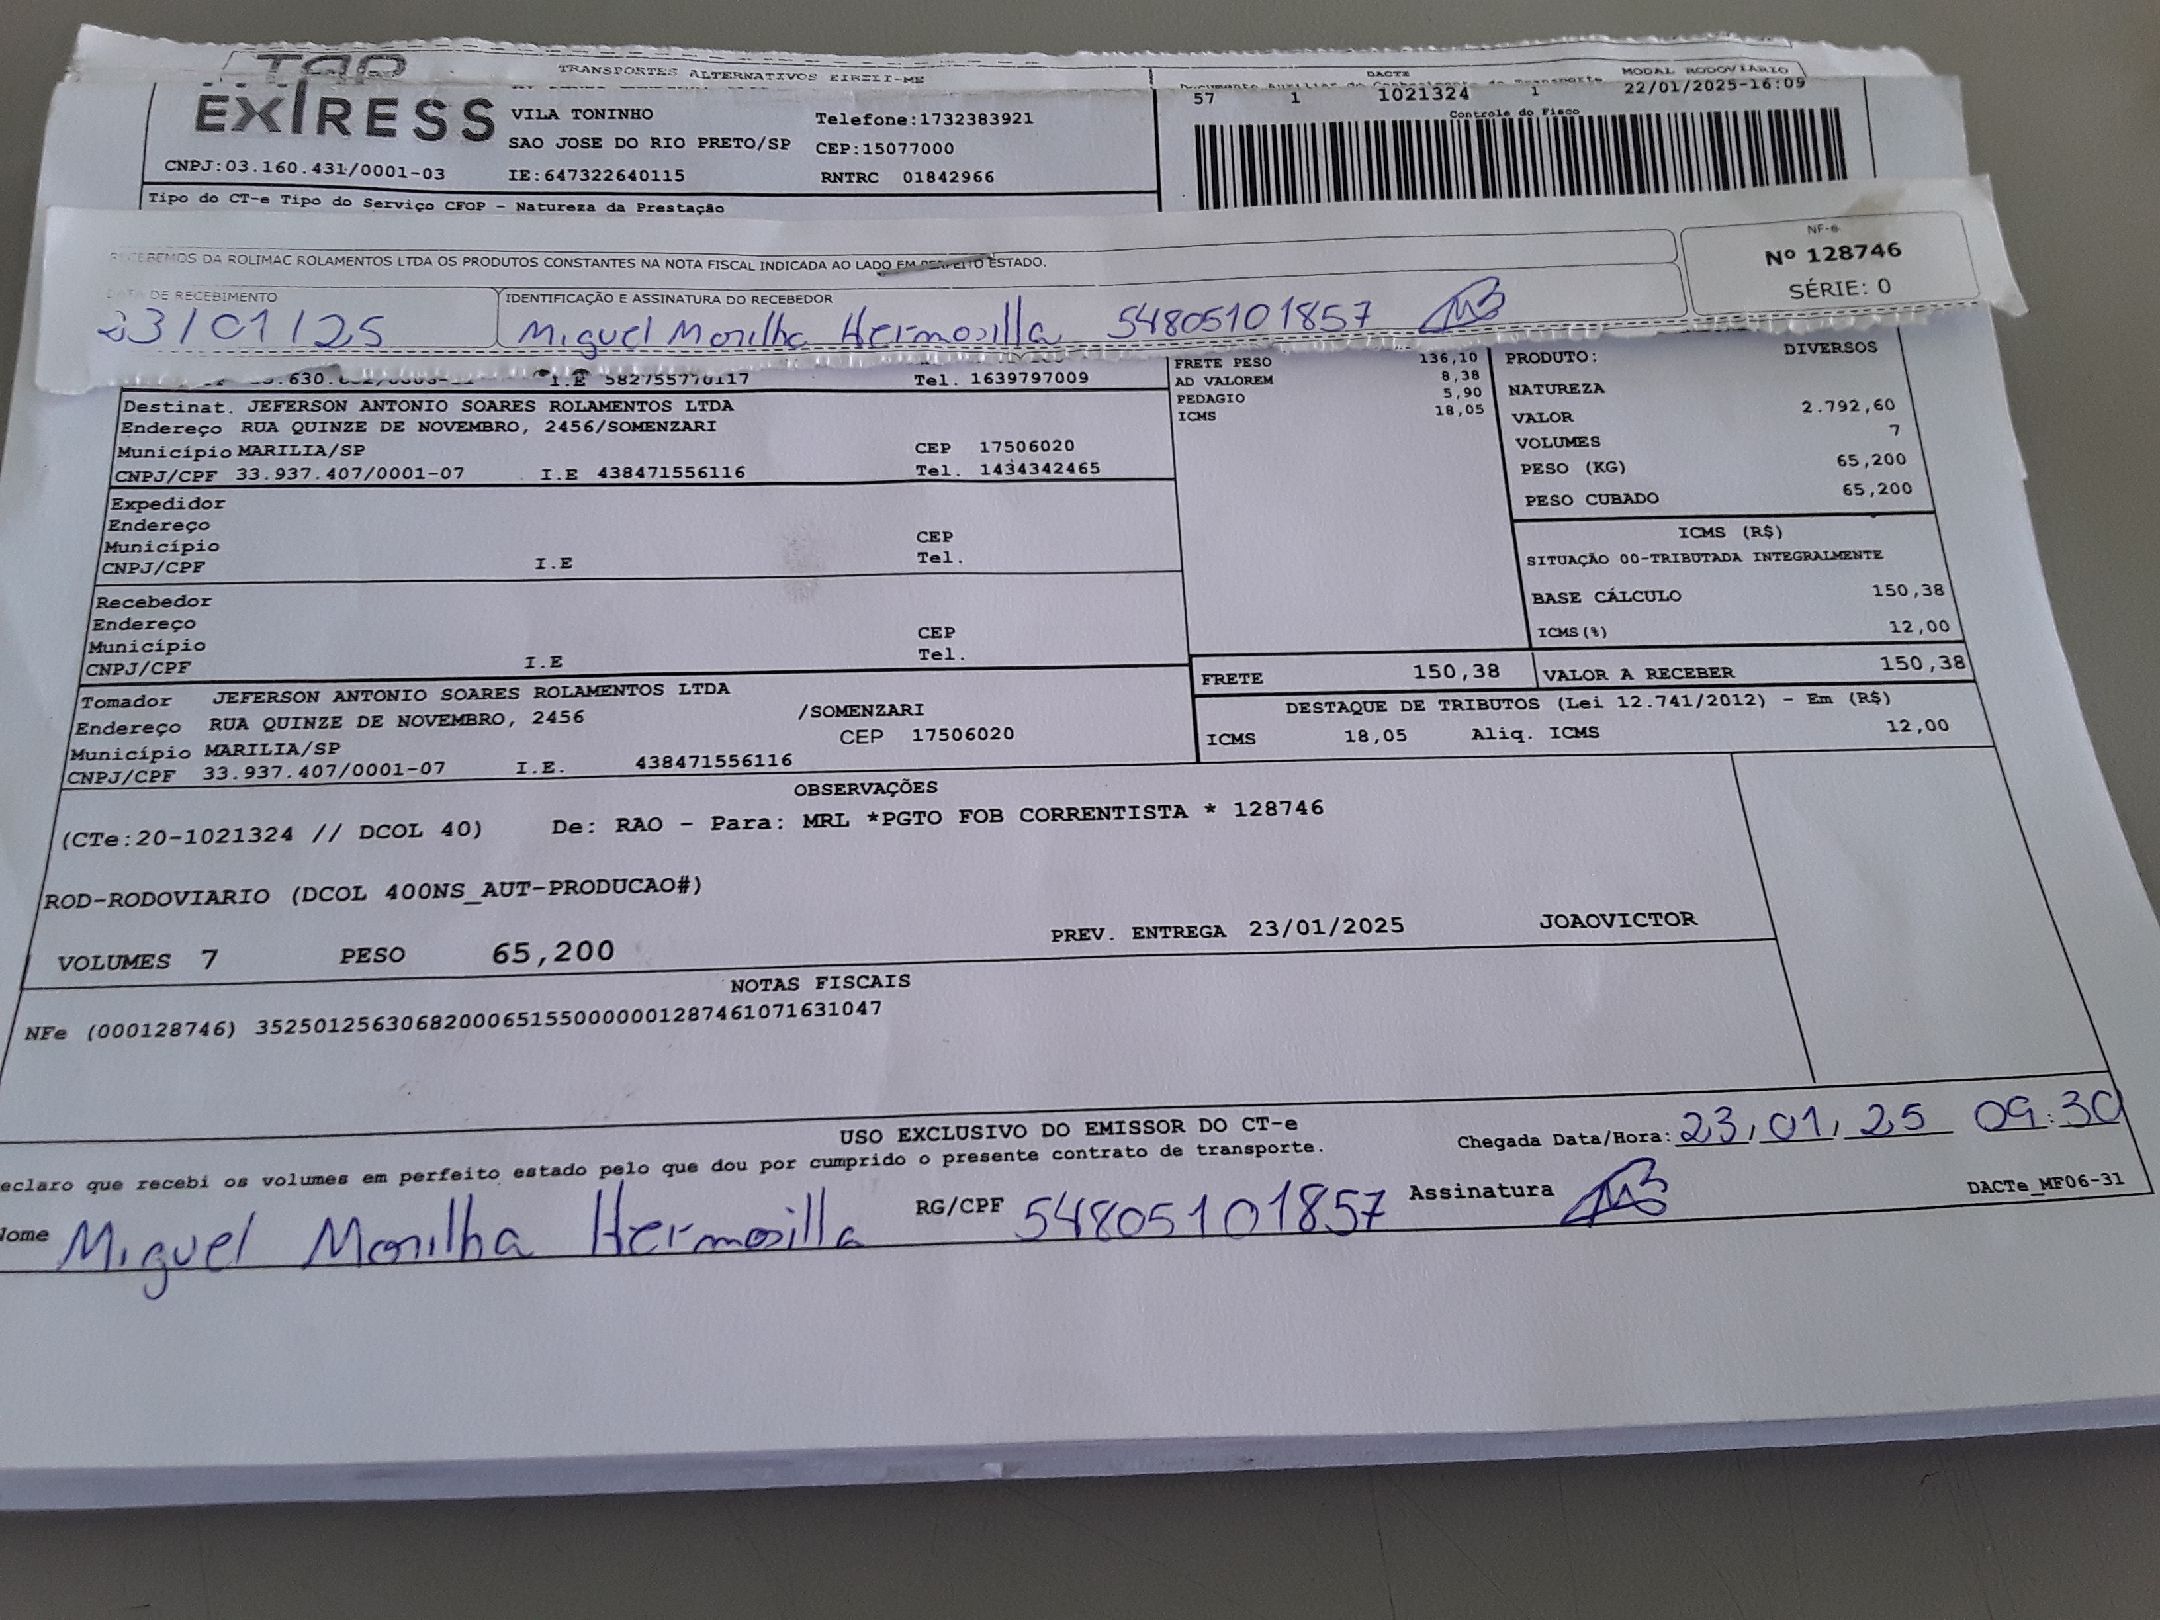 TRANSPORTES ALTERNATIVOS EIRELI-ME
DACTE
MODAL RODOVIÁRIO
EXPRESS
VILA TONINHO
Telefone:1732383921
SAO JOSE DO RIO PRETO/SP CEP:15077000
CNPJ:03.160.431/0001-03 IE:647322640115 RNTRC 01842966
57 1 1021324 1 22/01/2025-16:09
Controle do Fisco
Tipo do CT-e Tipo do Serviço CFOP - Natureza da Prestação
RECEBEMOS DA ROLIMAC ROLAMENTOS LTDA OS PRODUTOS CONSTANTES NA NOTA FISCAL INDICADA AO LADO EM PERFEITO ESTADO.
NF-e
Nº 128746
SÉRIE: 0
DATA DE RECEBIMENTO
23/01/25
IDENTIFICAÇÃO E ASSINATURA DO RECEBEDOR
Miguel Morilha Hermosilla 54805101857
I.E 582755770117 Tel. 1639797009
Destinat. JEFERSON ANTONIO SOARES ROLAMENTOS LTDA
Endereço RUA QUINZE DE NOVEMBRO, 2456/SOMENZARI
Município MARILIA/SP CEP 17506020
CNPJ/CPF 33.937.407/0001-07 I.E 438471556116 Tel. 1434342465
Expedidor
Endereço
Município CEP
CNPJ/CPF I.E Tel.
Recebedor
Endereço
Município CEP
CNPJ/CPF I.E Tel.
Tomador JEFERSON ANTONIO SOARES ROLAMENTOS LTDA
Endereço RUA QUINZE DE NOVEMBRO, 2456 /SOMENZARI
Município MARILIA/SP CEP 17506020
CNPJ/CPF 33.937.407/0001-07 I.E. 438471556116
FRETE PESO 136,10
AD VALOREM 8,38
PEDAGIO 5,90
ICMS 18,05
PRODUTO: DIVERSOS
NATUREZA
VALOR 2.792,60
VOLUMES 7
PESO (KG) 65,200
PESO CUBADO 65,200
ICMS (R$)
SITUAÇÃO 00-TRIBUTADA INTEGRALMENTE
BASE CÁLCULO 150,38
ICMS(%) 12,00
FRETE 150,38 VALOR A RECEBER 150,38
DESTAQUE DE TRIBUTOS (Lei 12.741/2012) - Em (R$)
ICMS 18,05 Aliq. ICMS 12,00
OBSERVAÇÕES
(CTe:20-1021324 // DCOL 40) De: RAO - Para: MRL *PGTO FOB CORRENTISTA * 128746
ROD-RODOVIARIO (DCOL 400NS_AUT-PRODUCAO#)
VOLUMES 7 PESO 65,200 PREV. ENTREGA 23/01/2025 JOAOVICTOR
NOTAS FISCAIS
NFe (000128746) 35250125630682000651550000001287461071631047
USO EXCLUSIVO DO EMISSOR DO CT-e
Chegada Data/Hora: 23/01/25 09:30
eclaro que recebi os volumes em perfeito estado pelo que dou por cumprido o presente contrato de transporte.
Nome Miguel Morilha Hermosilla RG/CPF 54805101857 Assinatura
DACTe_MF06-31